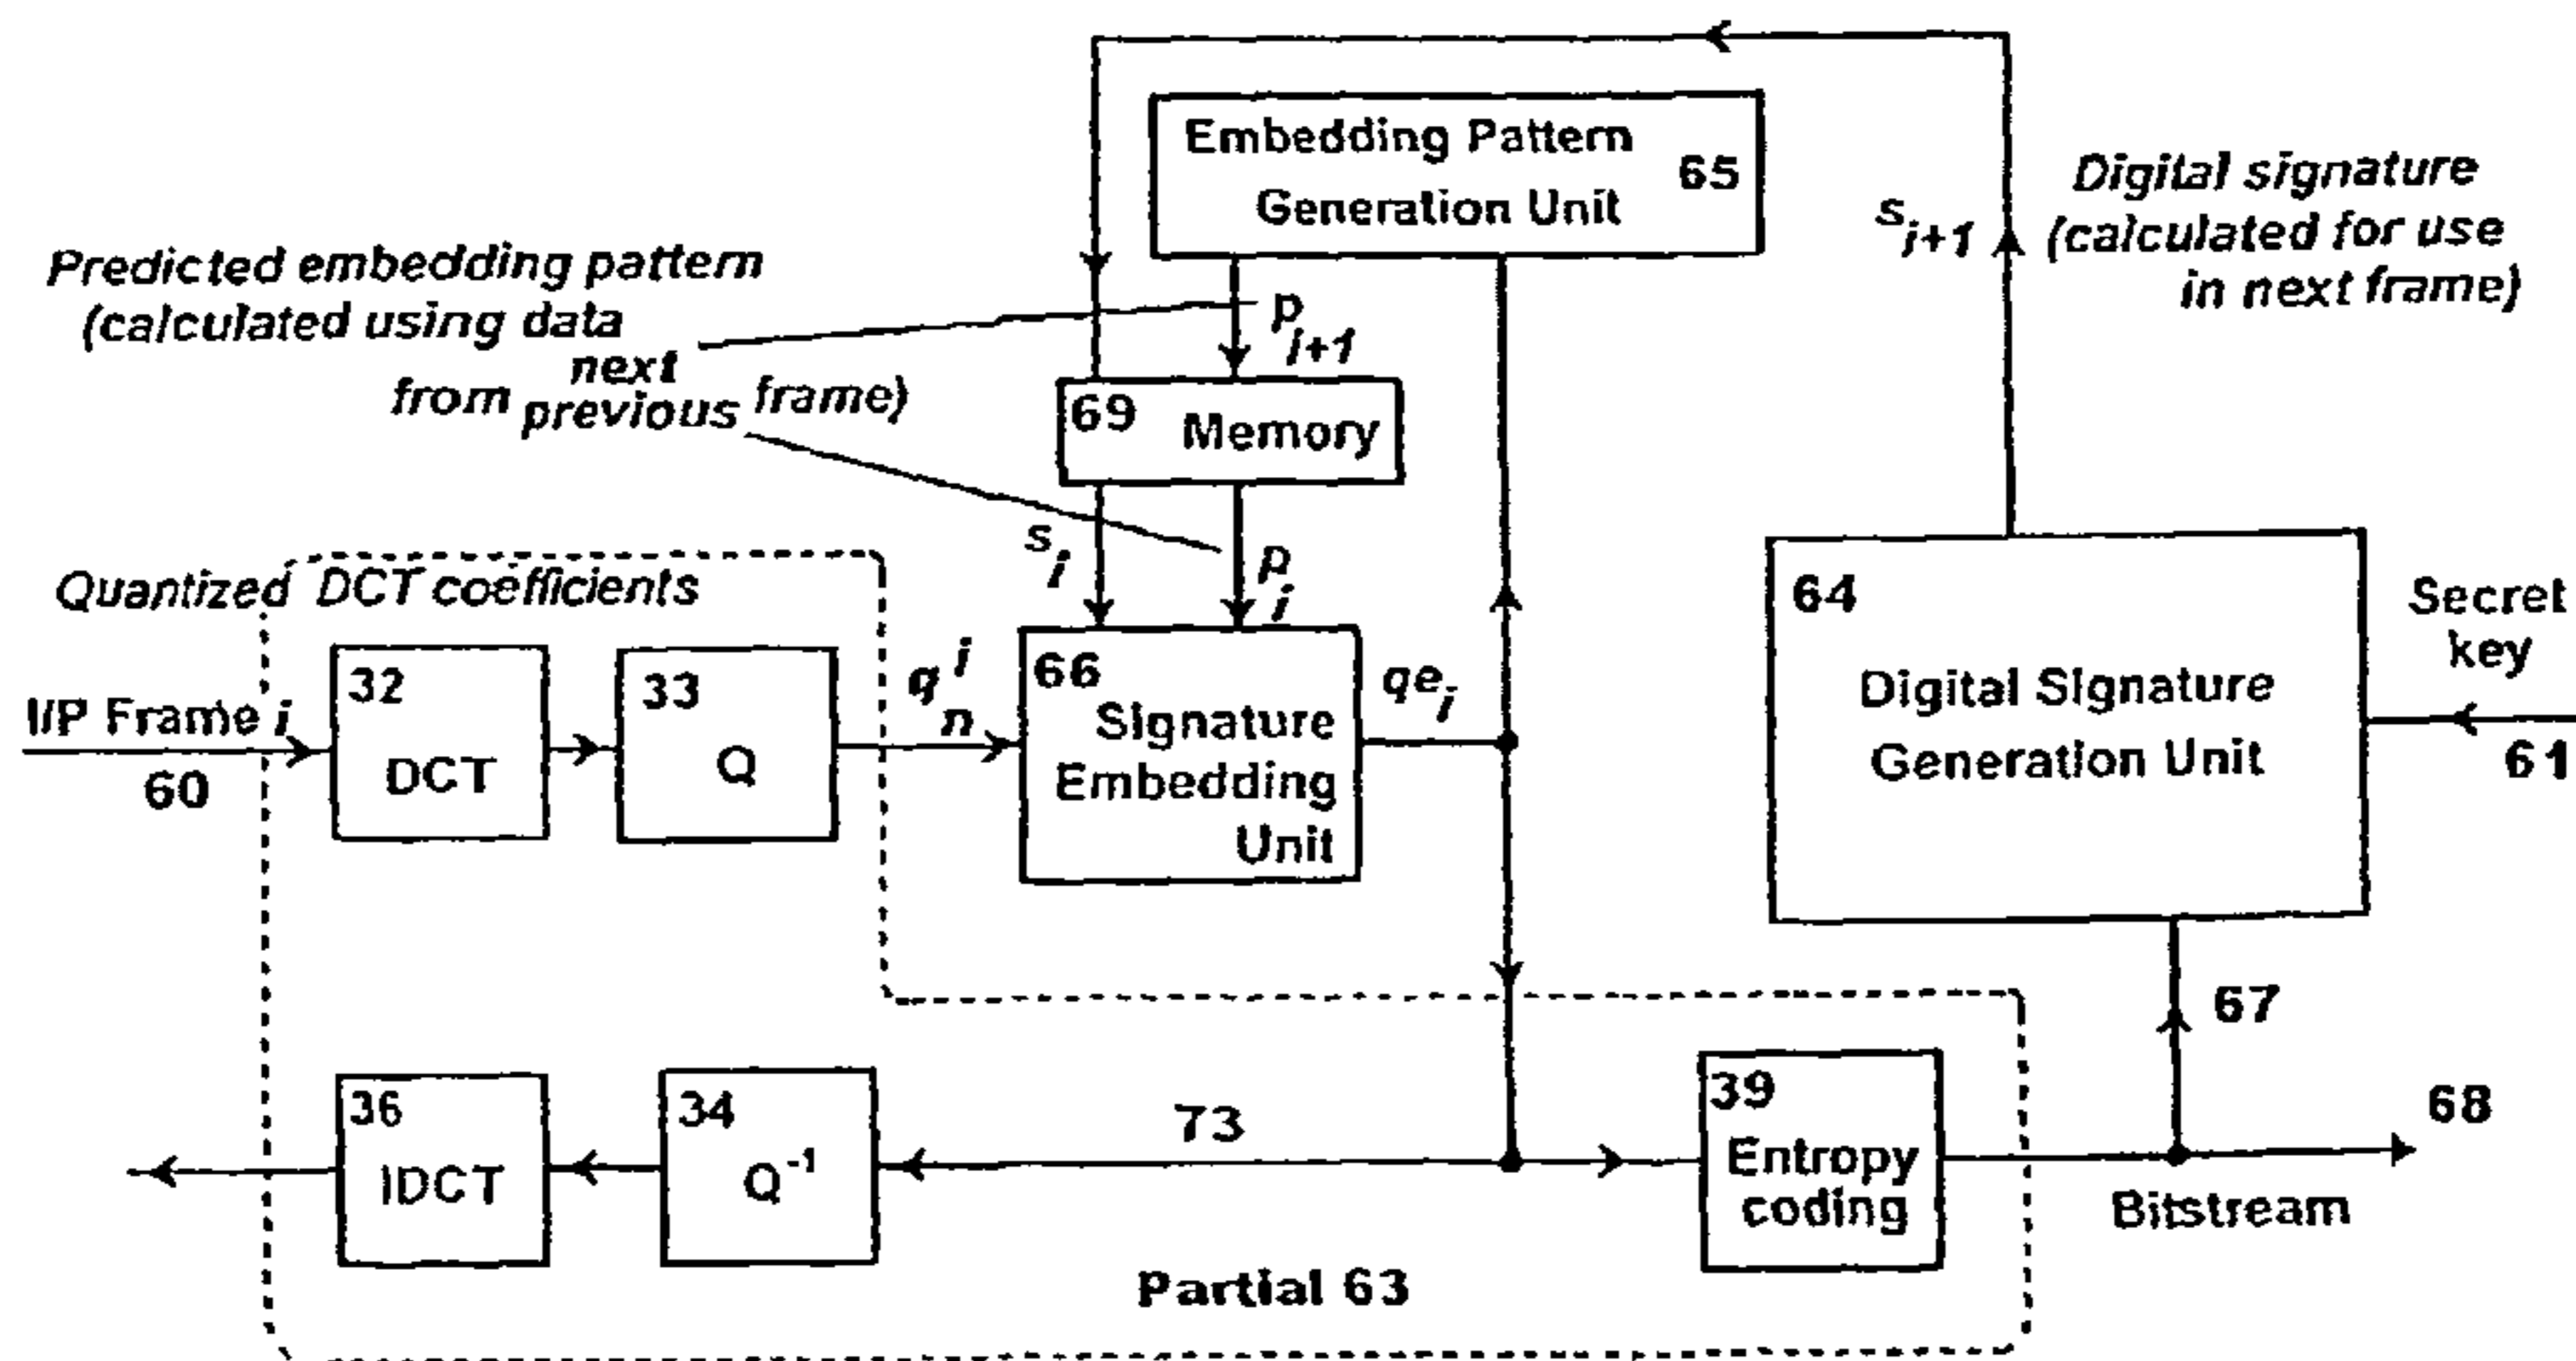 Embedding Pattern
Generation Unit
65
Digital signature
(calculated for use
in next frame)
s i+1
Predicted embedding pattern
(calculated using data
next
from previous frame)
p i+1
69 Memory
s i
p i
Quantized DCT coefficients
I/P Frame i
60
32
DCT
33
Q
q i n
66
Signature
Embedding
Unit
qe i
64
Digital Signature
Generation Unit
Secret
key
61
67
36
IDCT
34
Q-1
73
39
Entropy
coding
68
Bitstream
Partial 63